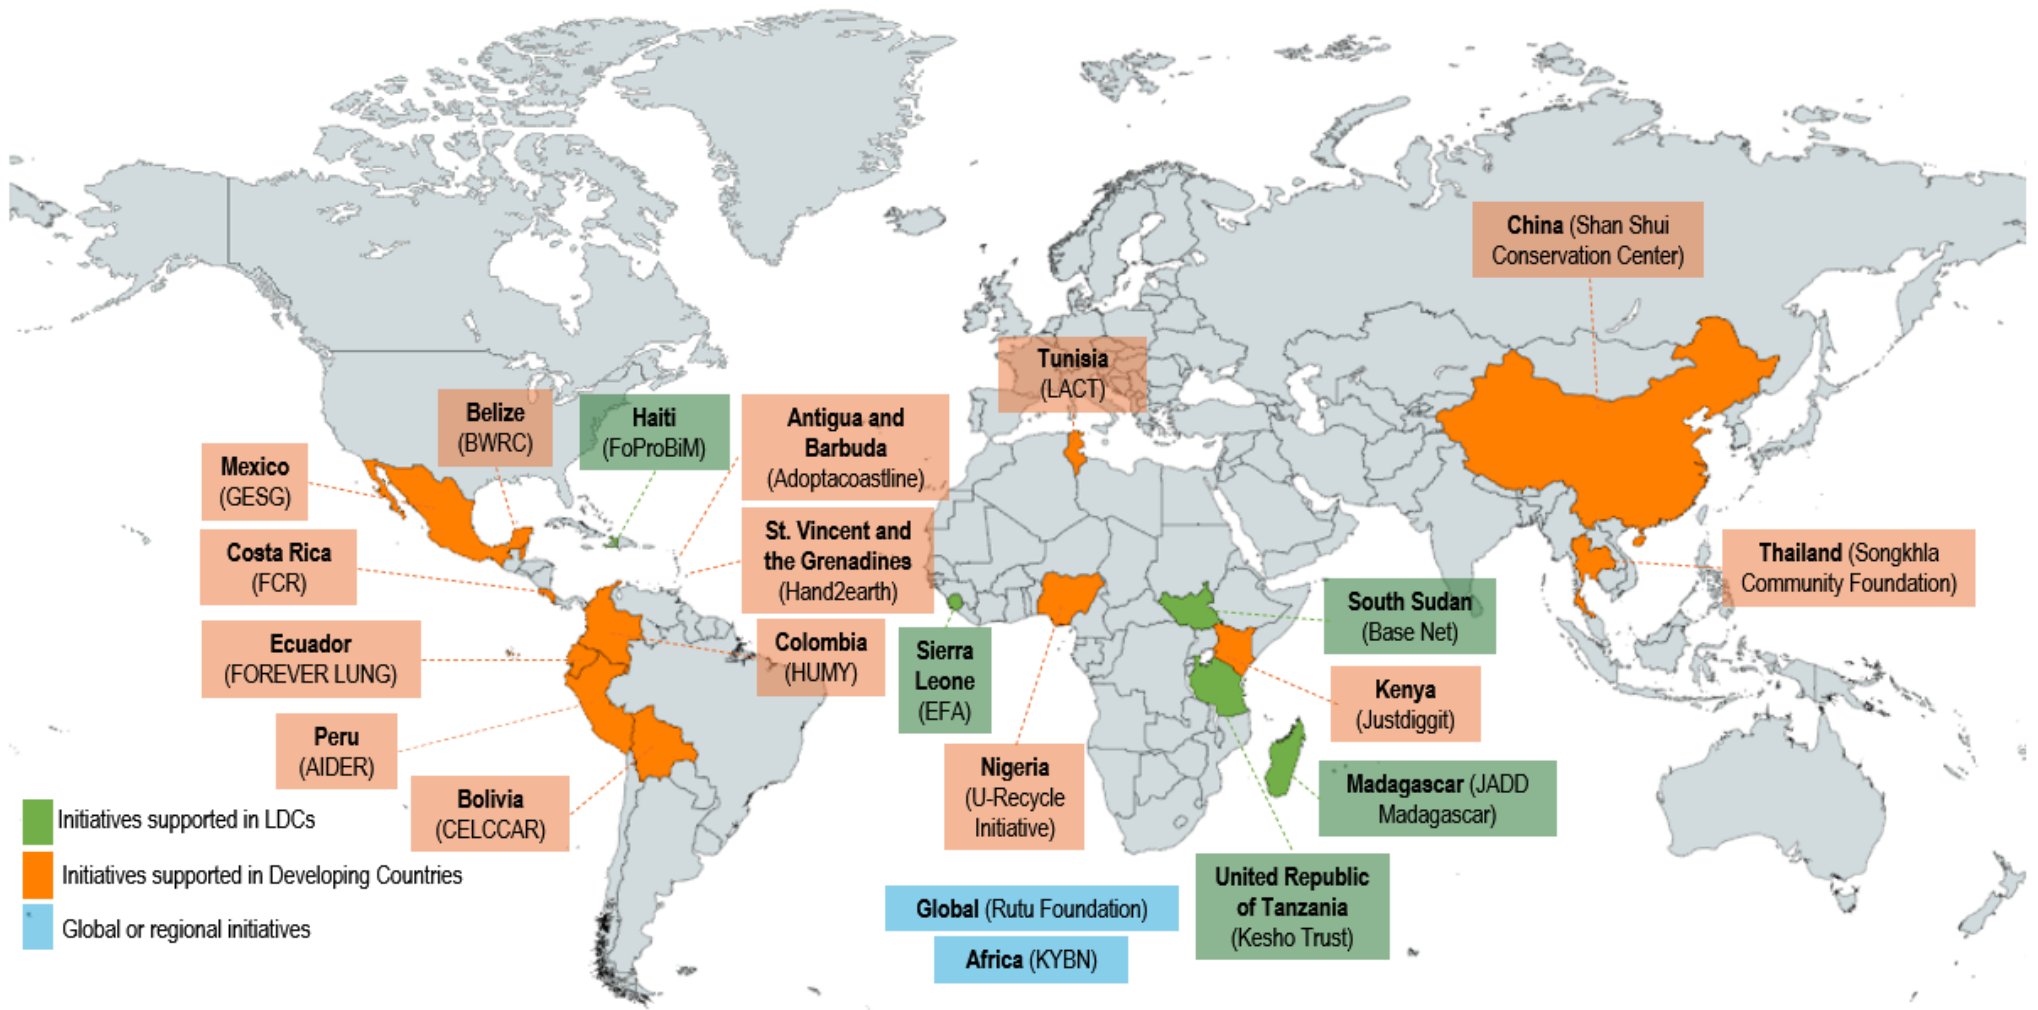 China (Shan Shui
Conservation Center)
Tunisia
(LACT)
Belize
(BWRC)
Haiti
(FoProBiM)
Antigua and
Barbuda
(Adoptacoastline)
Mexico
(GESG)
St. Vincent and
the Grenadines
(Hand2earth)
Costa Rica
(FCR)
Thailand (Songkhla
Community Foundation)
South Sudan
(Base Net)
Ecuador
(FOREVER LUNG)
Colombia
(HUMY)
Sierra
Leone
(EFA)
Kenya
(Justdiggit)
Peru
(AIDER)
Nigeria
(U-Recycle
Initiative)
Madagascar (JADD
Madagascar)
Bolivia
(CELCCAR)
United Republic
of Tanzania
(Kesho Trust)
Global (Rutu Foundation)
Africa (KYBN)
Initiatives supported in LDCs
Initiatives supported in Developing Countries
Global or regional initiatives